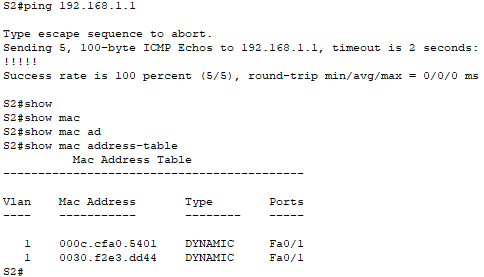 S2#ping 192.168.1.1
Type escape sequence to abort.
Sending 5, 100-byte ICMP Echos to 192.168.1.1, timeout is 2 seconds:
!!!!!
Success rate is 100 percent (5/5), round-trip min/avg/max = 0/0/0 ms
S2#show
S2#show mac
S2#show mac ad
S2#show mac address-table
          Mac Address Table
-------------------------------------------
Vlan    Mac Address       Type        Ports
----    -----------       --------    -----
   1    000c.cfa0.5401    DYNAMIC     Fa0/1
   1    0030.f2e3.dd44    DYNAMIC     Fa0/1
S2#